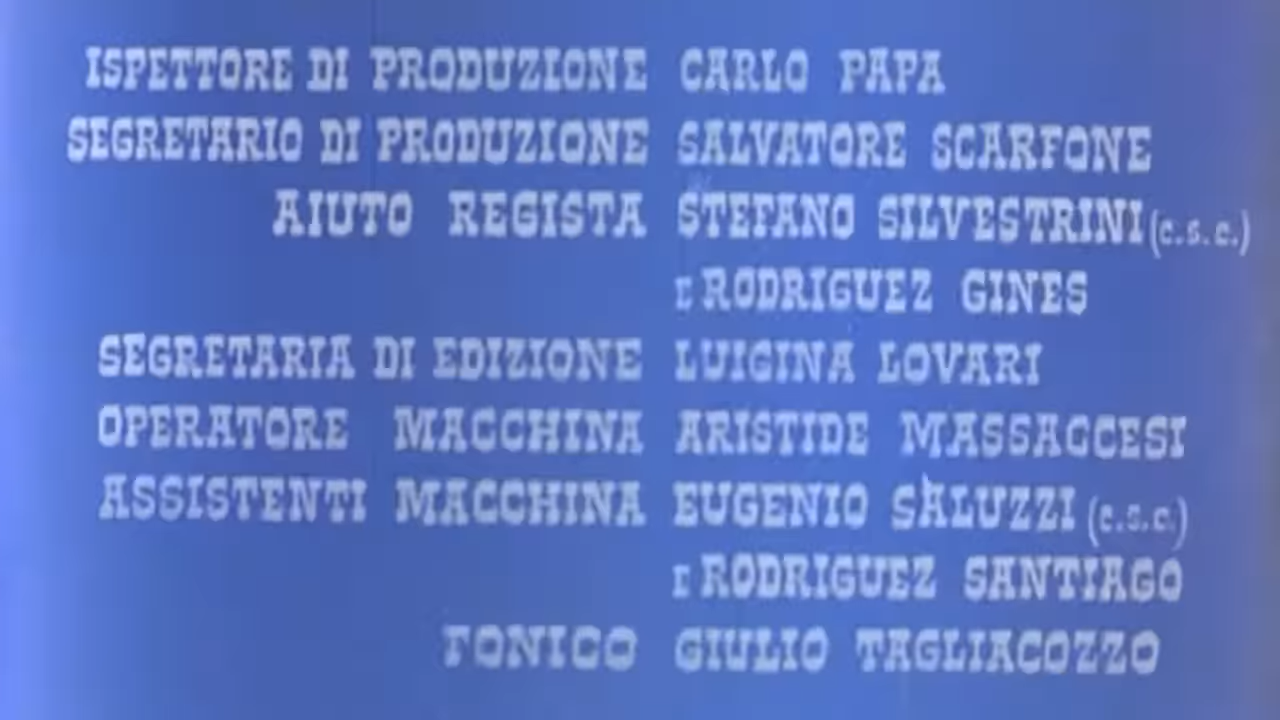 ISPETTORE DI PRODUZIONE CARLO PAPA
SEGRETARIO DI PRODUZIONE SALVATORE SCARFONE
AIUTO REGISTA STEFANO SILVESTRINI (c.s.c.)
E RODRIGUEZ GINES
SEGRETARIA DI EDIZIONE LUIGINA LOVARI
OPERATORE MACCHINA ARISTIDE MASSACCESI
ASSISTENTI MACCHINA EUGENIO SALUZZI (c.s.c.)
E RODRIGUEZ SANTIAGO
FONICO GIULIO TAGLIACOZZO